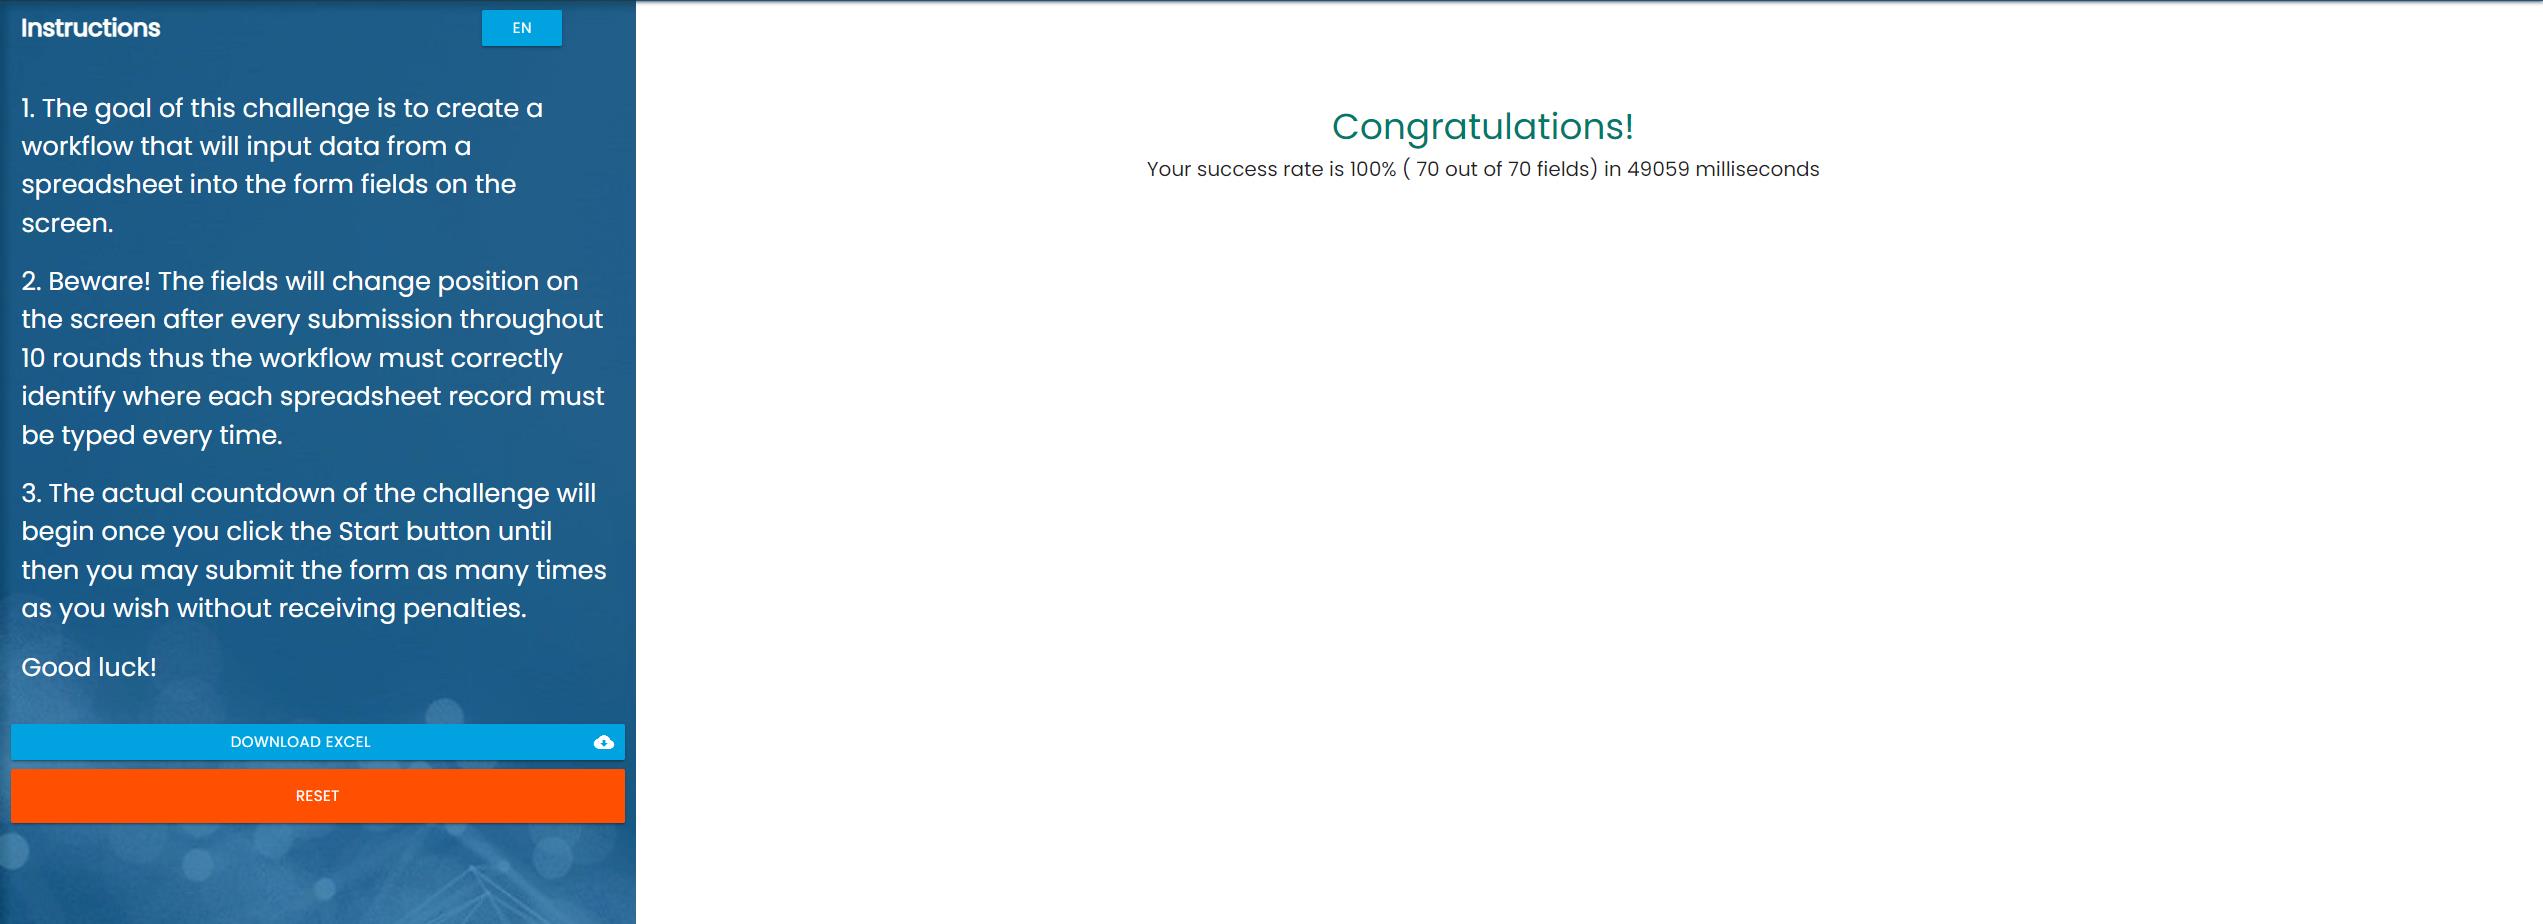 Instructions
EN
1. The goal of this challenge is to create a
workflow that will input data from a
spreadsheet into the form fields on the
screen.
2. Beware! The fields will change position on
the screen after every submission throughout
10 rounds thus the workflow must correctly
identify where each spreadsheet record must
be typed every time.
3. The actual countdown of the challenge will
begin once you click the Start button until
then you may submit the form as many times
as you wish without receiving penalties.
Good luck!
DOWNLOAD EXCEL
RESET
Congratulations!
Your success rate is 100% ( 70 out of 70 fields) in 49059 milliseconds